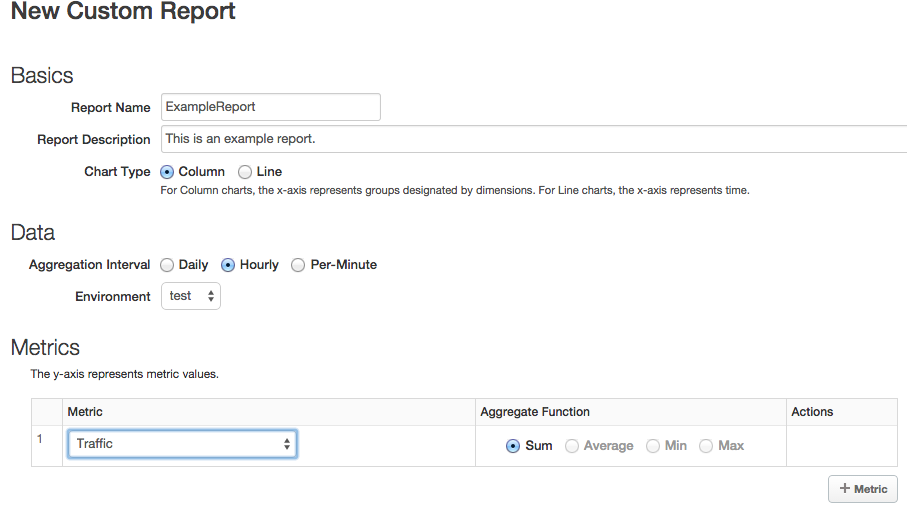 New Custom Report
Basics
Report Name ExampleReport
Report Description This is an example report.
Chart Type Column Line
For Column charts, the x-axis represents groups designated by dimensions. For Line charts, the x-axis represents time.
Data
Aggregation Interval Daily Hourly Per-Minute
Environment test
Metrics
The y-axis represents metric values.
Metric Aggregate Function Actions
1 Traffic Sum Average Min Max
+ Metric